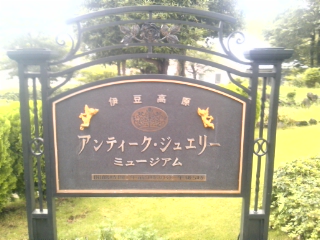 伊豆高原
アンティーク・ジュエリー
ミュージアム